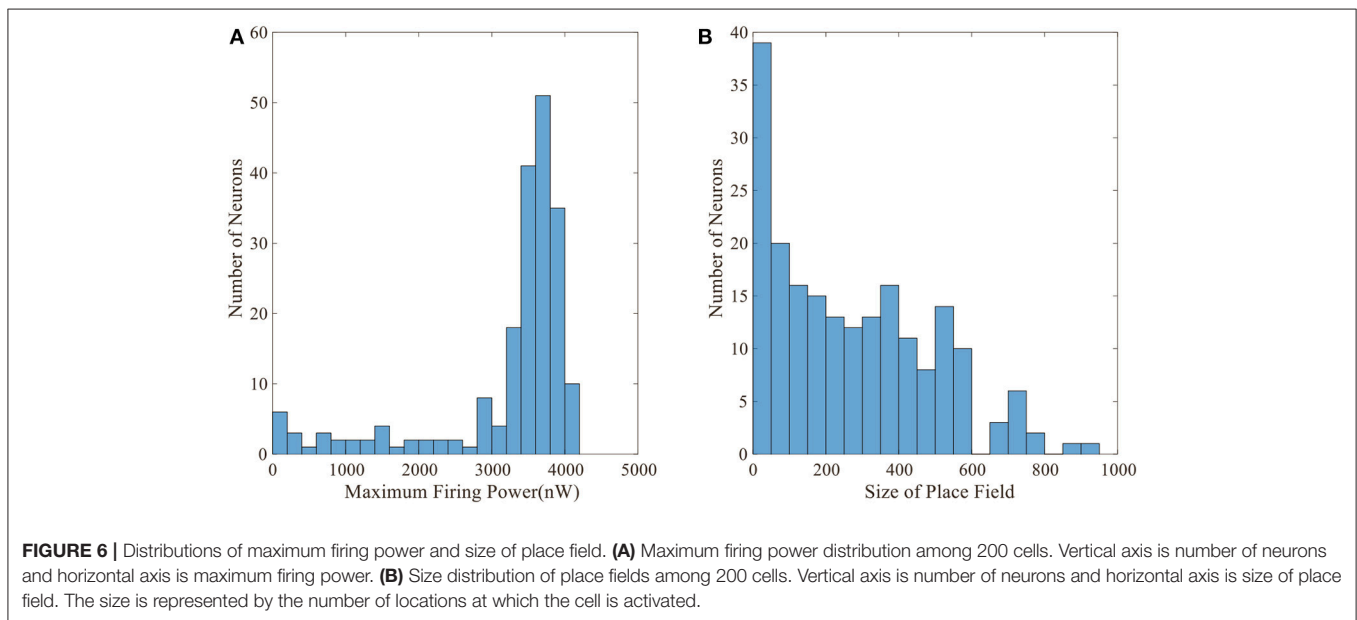 A
60
50
40
30
20
10
0
Number of Neurons
0 1000 2000 3000 4000 5000
Maximum Firing Power(nW)
B
40
35
30
25
20
15
10
5
0
Number of Neurons
0 200 400 600 800 1000
Size of Place Field
FIGURE 6 | Distributions of maximum firing power and size of place field. (A) Maximum firing power distribution among 200 cells. Vertical axis is number of neurons
and horizontal axis is maximum firing power. (B) Size distribution of place fields among 200 cells. Vertical axis is number of neurons and horizontal axis is size of place
field. The size is represented by the number of locations at which the cell is activated.